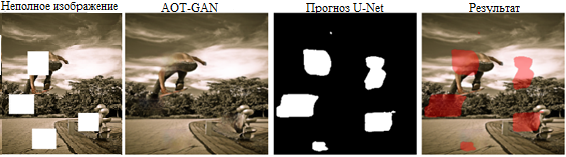 Неполное изображение
AOT-GAN
Прогноз U-Net
Результат